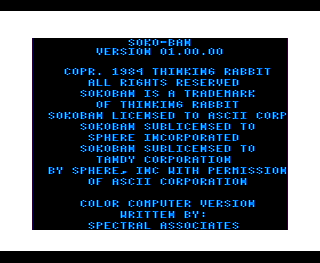 SOKO-BAN
VERSION 01.00.00
COPR. 1984 THINKING RABBIT
ALL RIGHTS RESERVED
SOKOBAN IS A TRADEMARK
OF THINKING RABBIT
SOKOBAN LICENSED TO ASCII CORP
SOKOBAN SUBLICENSED TO
SPHERE INCORPORATED
SOKOBAN SUBLICENSED TO
TANDY CORPORATION
BY SPHERE, INC WITH PERMISSION
OF ASCII CORPORATION
COLOR COMPUTER VERSION
WRITTEN BY:
SPECTRAL ASSOCIATES